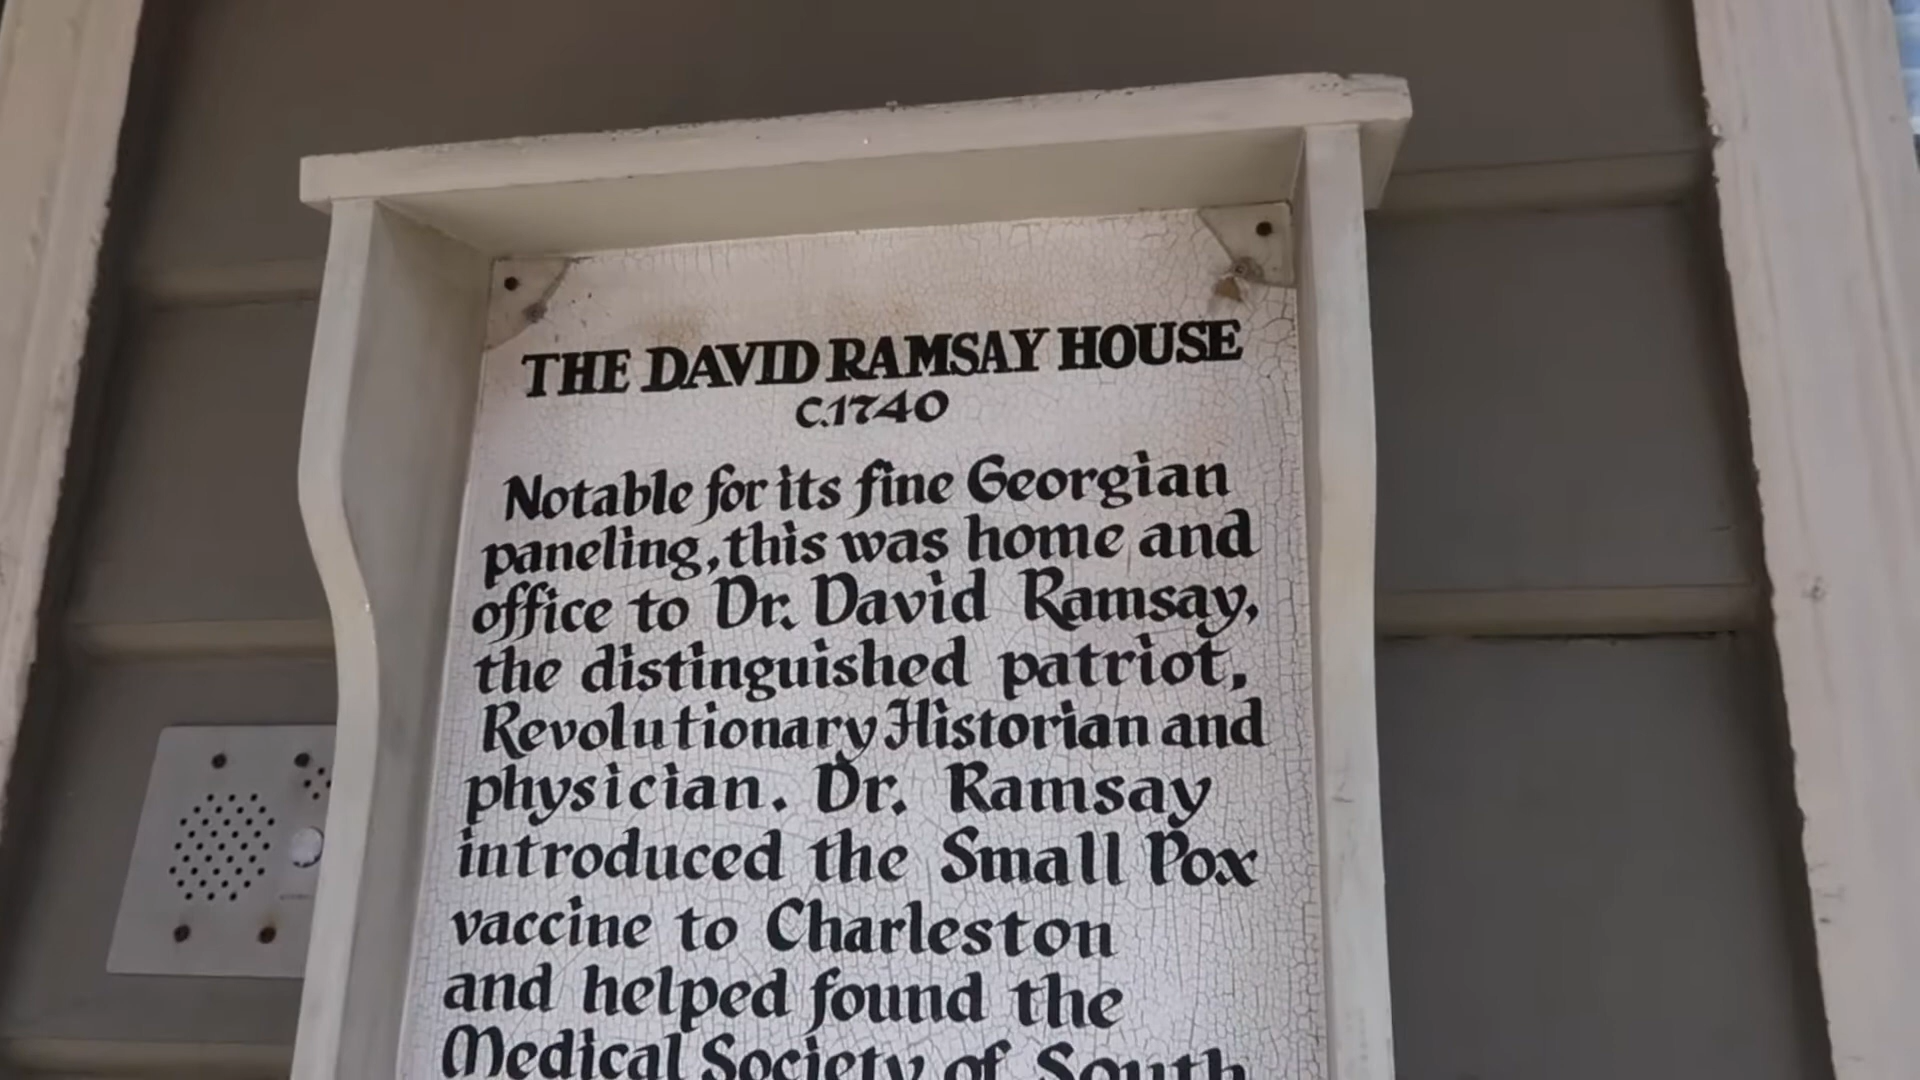 THE DAVID RAMSAY HOUSE
C.1740
Notable for its fine Georgian
paneling, this was home and
office to Dr. David Ramsay,
the distinguished patriot,
Revolutionary Historian and
physician. Dr. Ramsay
introduced the Small Pox
vaccine to Charleston
and helped found the
Medical Society of South